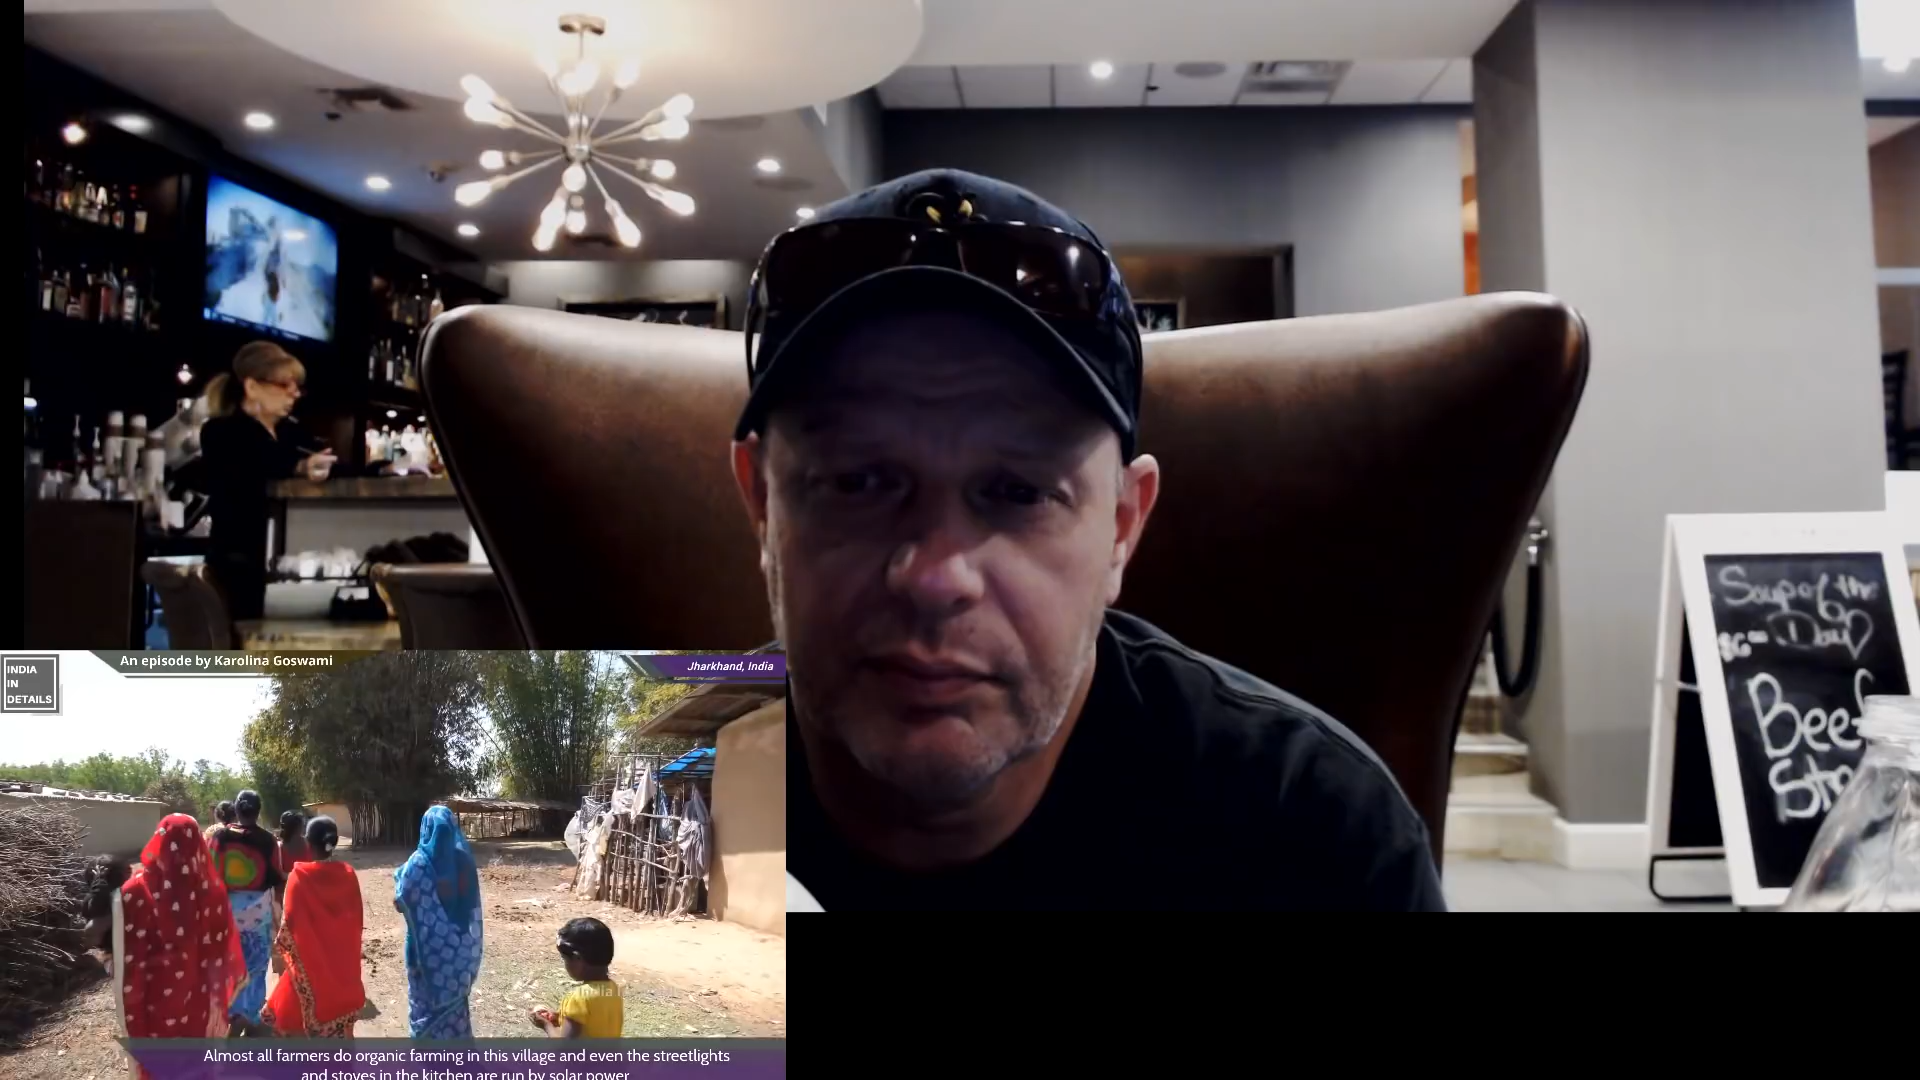 Soup of the
$6.00 Day
Beef
INDIA
IN
DETAILS
An episode by Karolina Goswami
Jharkhand, India
Almost all farmers do organic farming in this village and even the streetlights
and stoves in the kitchen are run by solar power